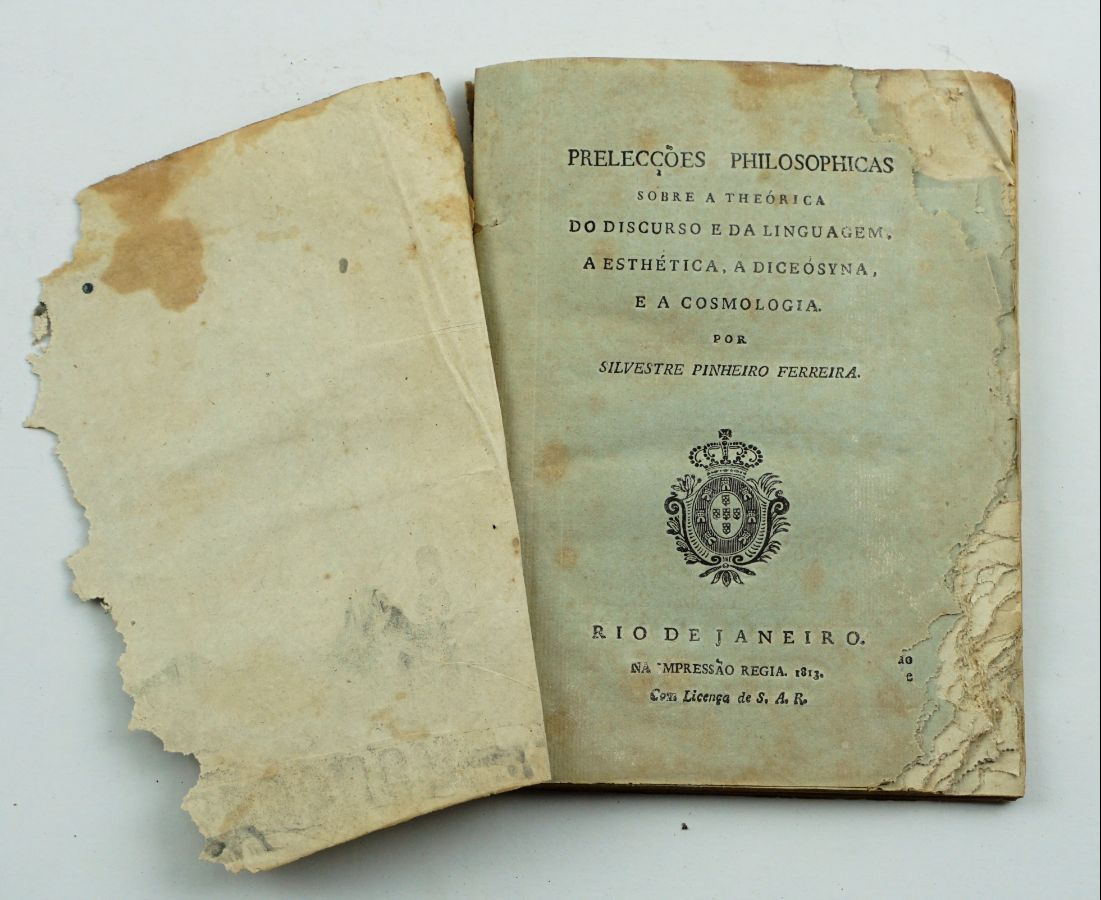 PRELECÇÕES PHILOSOPHICAS
SOBRE A THEÓRICA
DO DISCURSO E DA LINGUAGEM,
A ESTHÉTICA, A DICEÓSYNA,
E A COSMOLOGIA.
POR
SILVESTRE PINHEIRO FERREIRA.
RIO DE JANEIRO.
NA IMPRESSÃO REGIA. 1813.
Com Licença de S. A. R.
ão
e